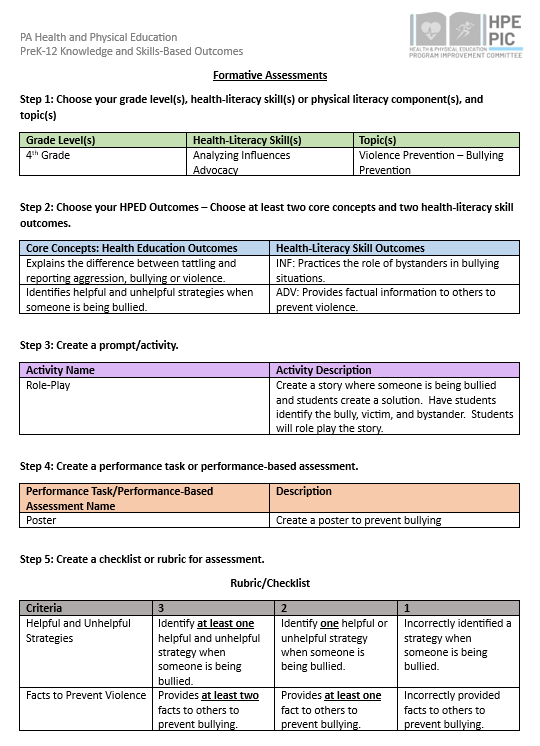 PA Health and Physical Education
PreK-12 Knowledge and Skills-Based Outcomes
HPE
PIC
HEALTH & PHYSICAL EDUCATION
PROGRAM IMPROVEMENT COMMITTEE
Formative Assessments
Step 1: Choose your grade level(s), health-literacy skill(s) or physical literacy component(s), and
topic(s)
Grade Level(s) Health-Literacy Skill(s) Topic(s)
4th Grade Analyzing Influences Violence Prevention – Bullying
Advocacy Prevention
Step 2: Choose your HPED Outcomes – Choose at least two core concepts and two health-literacy skill
outcomes.
Core Concepts: Health Education Outcomes Health-Literacy Skill Outcomes
Explains the difference between tattling and INF: Practices the role of bystanders in bullying
reporting aggression, bullying or violence. situations.
Identifies helpful and unhelpful strategies when ADV: Provides factual information to others to
someone is being bullied. prevent violence.
Step 3: Create a prompt/activity.
Activity Name Activity Description
Role-Play Create a story where someone is being bullied
and students create a solution. Have students
identify the bully, victim, and bystander. Students
will role play the story.
Step 4: Create a performance task or performance-based assessment.
Performance Task/Performance-Based Description
Assessment Name
Poster Create a poster to prevent bullying
Step 5: Create a checklist or rubric for assessment.
Rubric/Checklist
Criteria 3 2 1
Helpful and Unhelpful Identify at least one Identify one helpful or Incorrectly identified a
Strategies helpful and unhelpful unhelpful strategy strategy when
strategy when when someone is someone is being
someone is being being bullied. bullied.
bullied.
Facts to Prevent Violence Provides at least two Provides at least one Incorrectly provided
facts to others to fact to others to facts to others to
prevent bullying. prevent bullying. prevent bullying.